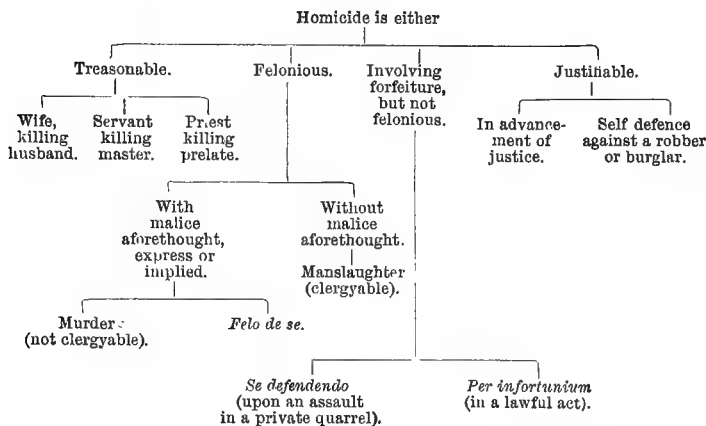 Homicide is either
Treasonable.
Felonious.
Involving
forfeiture,
but not
felonious.
Justifiable.
Wife,
killing
husband.
Servant
killing
master.
Priest
killing
prelate.
In advance-
ment of
justice.
Self defence
against a robber
or burglar.
With
malice
aforethought,
express or
implied.
Without
malice
aforethought.
Manslaughter
(clergyable).
Murder
(not clergyable).
Felo de se.
Se defendendo
(upon an assault
in a private quarrel).
Per infortunium
(in a lawful act).